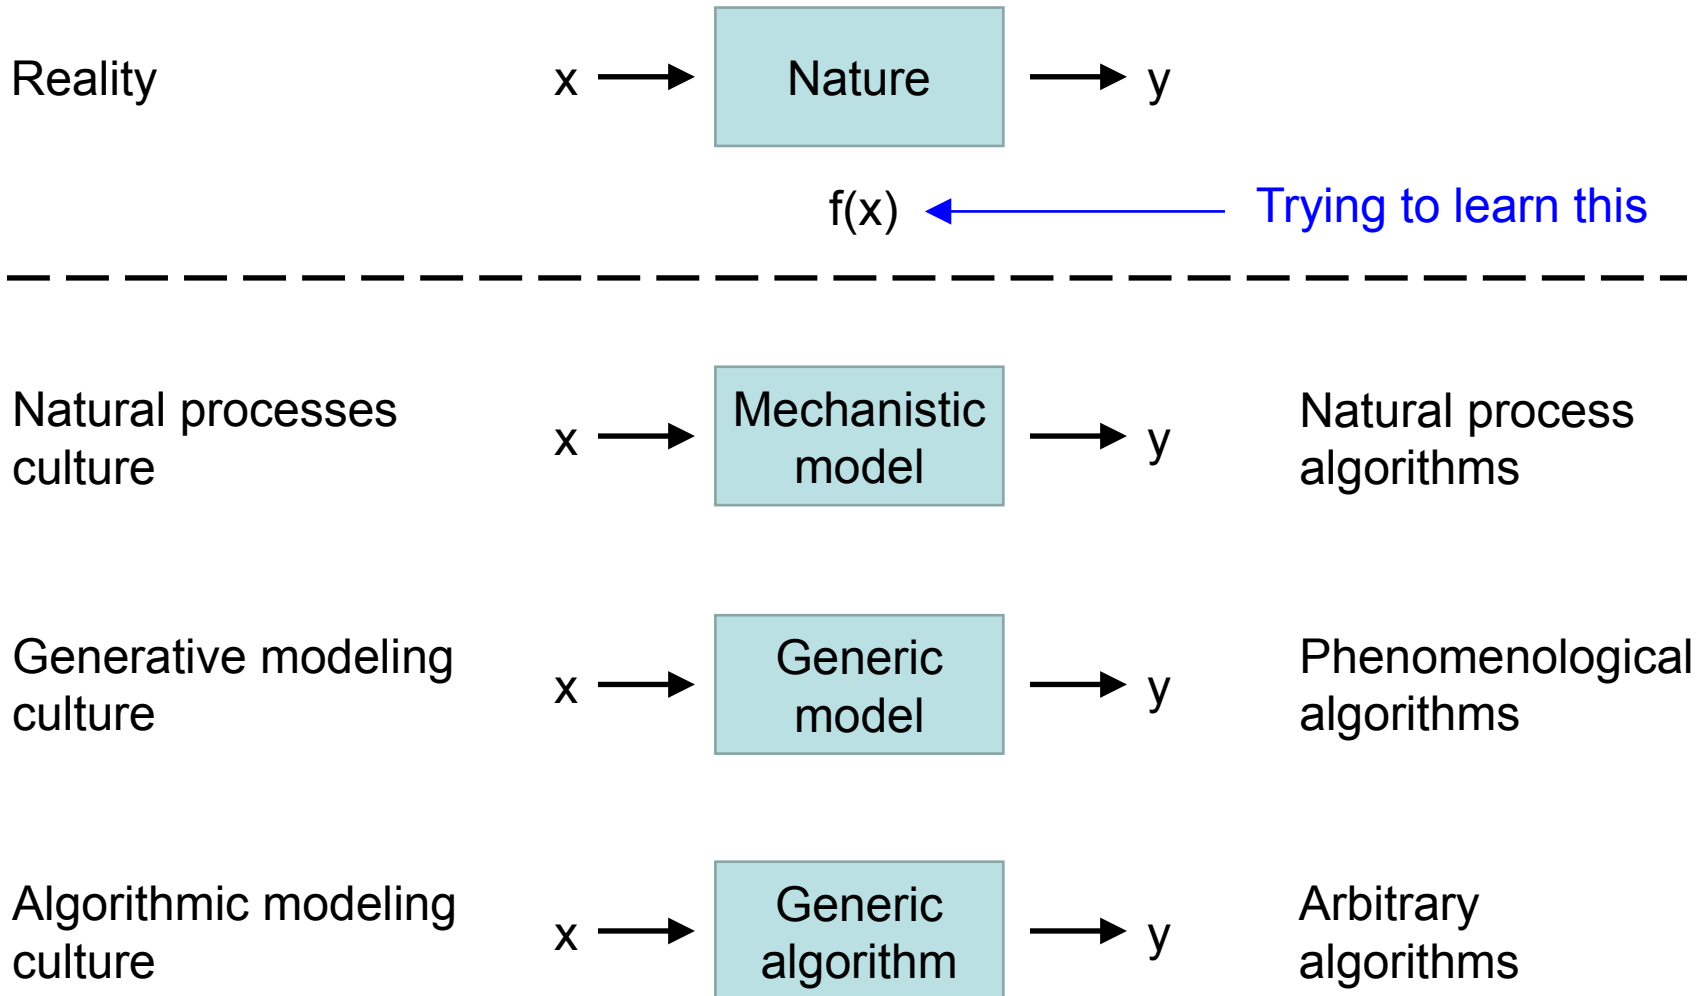 Reality x Nature y
f(x) Trying to learn this
Natural processes
culture
x
Mechanistic
model
y
Natural process
algorithms
Generative modeling
culture
x
Generic
model
y
Phenomenological
algorithms
Algorithmic modeling
culture
x
Generic
algorithm
y
Arbitrary
algorithms